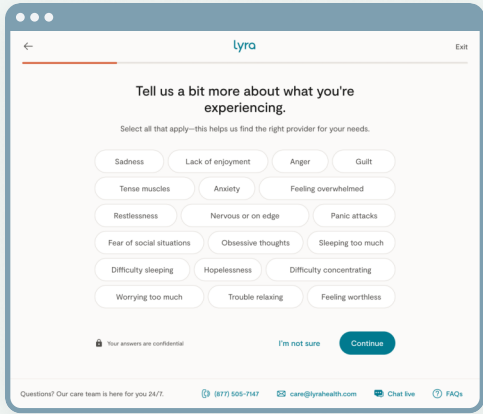 lyra
Exit
Tell us a bit more about what you're
experiencing.
Select all that apply—this helps us find the right provider for your needs.
Sadness
Lack of enjoyment
Anger
Guilt
Tense muscles
Anxiety
Feeling overwhelmed
Restlessness
Nervous or on edge
Panic attacks
Fear of social situations
Obsessive thoughts
Sleeping too much
Difficulty sleeping
Hopelessness
Difficulty concentrating
Worrying too much
Trouble relaxing
Feeling worthless
Your answers are confidential
I'm not sure
Continue
Questions? Our care team is here for you 24/7.
(877) 505-7147
care@lyrahealth.com
Chat live
FAQs